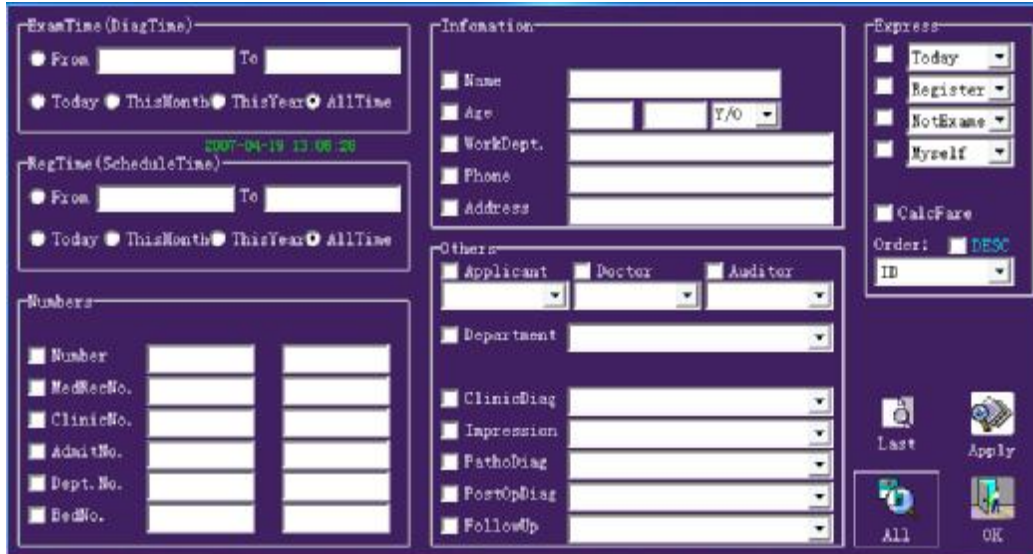 ExamTime(DiagTime)
From To
Today ThisMonth ThisYear AllTime
2007-04-19 13:06:26
RegTime(ScheduleTime)
From To
Today ThisMonth ThisYear AllTime
Numbers
Number
MedRecNo.
ClinicNo.
AdmitNo.
Dept.No.
BedNo.
Infomation
Name
Age Y/O
WorkDept.
Phone
Address
Others
Applicant Doctor Auditor
Department
ClinicDiag
Impression
PathoDiag
PostOpDiag
FollowUp
Express
Today
Register
NotExame
Myself
CalcFare
Order: DESC
ID
Last Apply
All OK